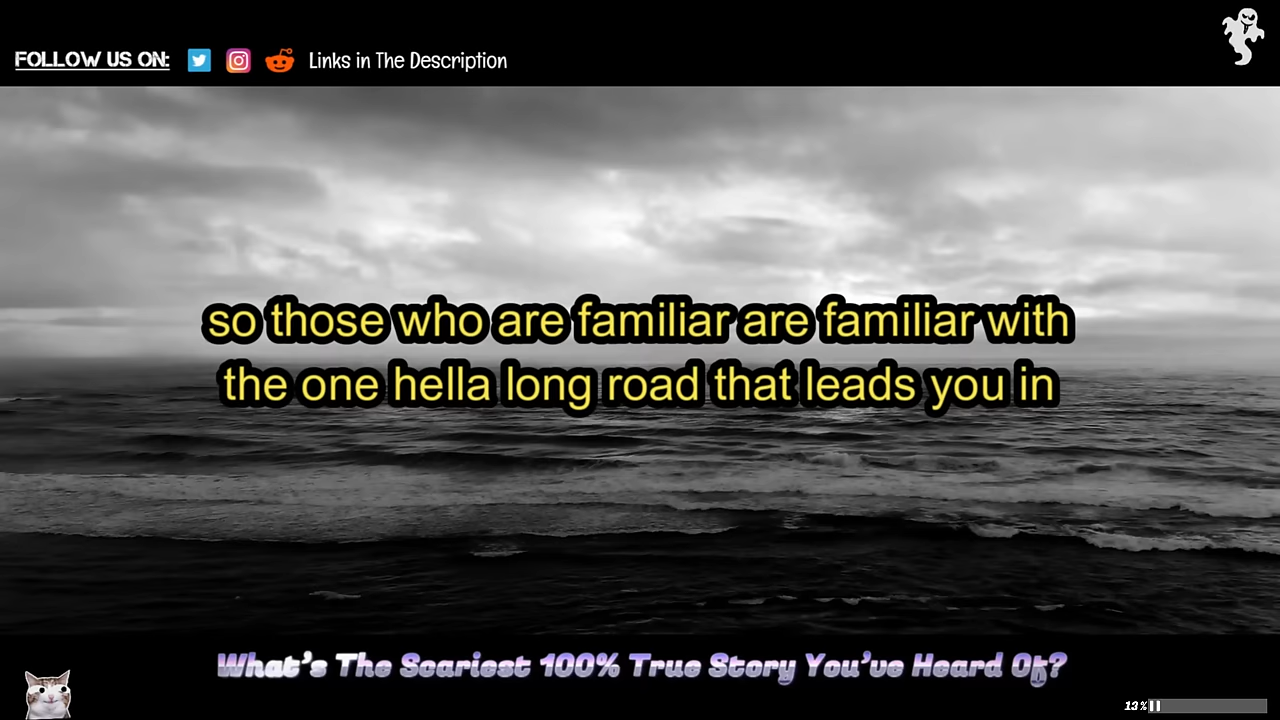 FOLLOW US ON: Links in The Description
so those who are familiar are familiar with
the one hella long road that leads you in
What's The Scariest 100% True Story You've Heard Of?
13%